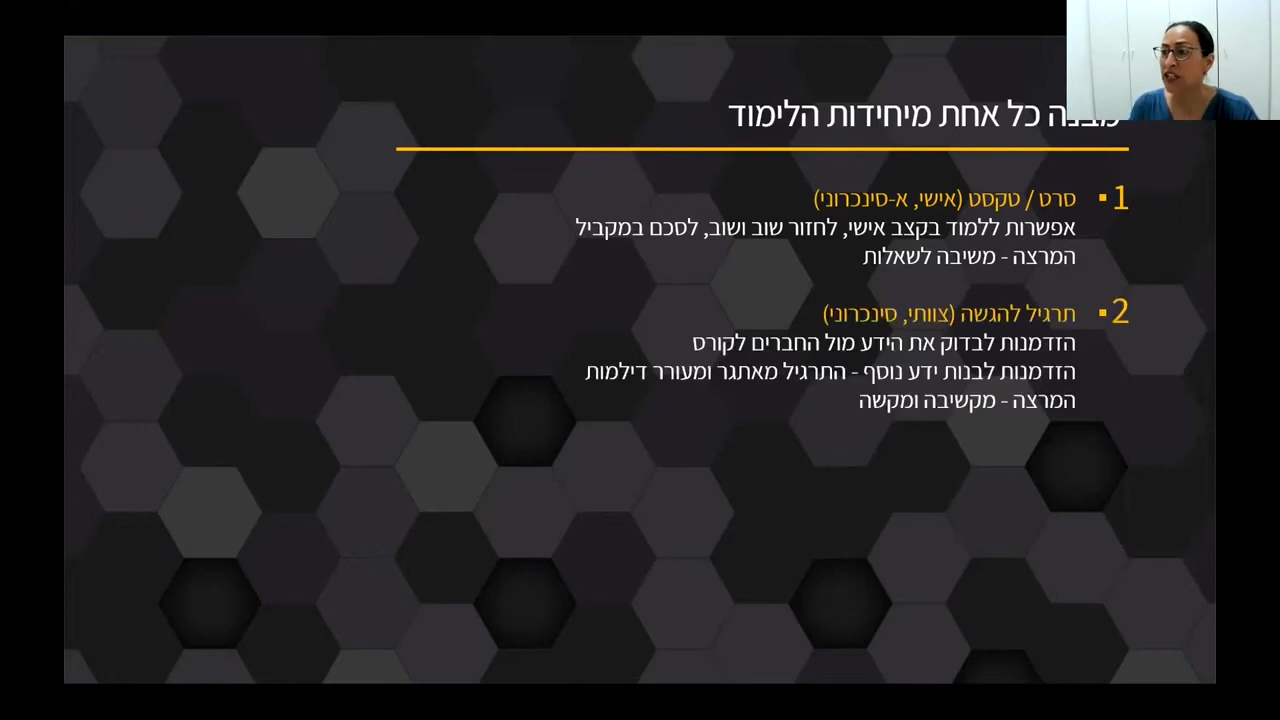 מבנה כל אחת מיחידות הלימוד
1 ▪ סרט / טקסט (אישי, א-סינכרוני)
אפשרות ללמוד בקצב אישי, לחזור שוב ושוב, לסכם במקביל
המרצה - משיבה לשאלות
2 ▪ תרגיל להגשה (צוותי, סינכרוני)
הזדמנות לבדוק את הידע מול החברים לקורס
הזדמנות לבנות ידע נוסף - התרגיל מאתגר ומעורר דילמות
המרצה - מקשיבה ומקשה